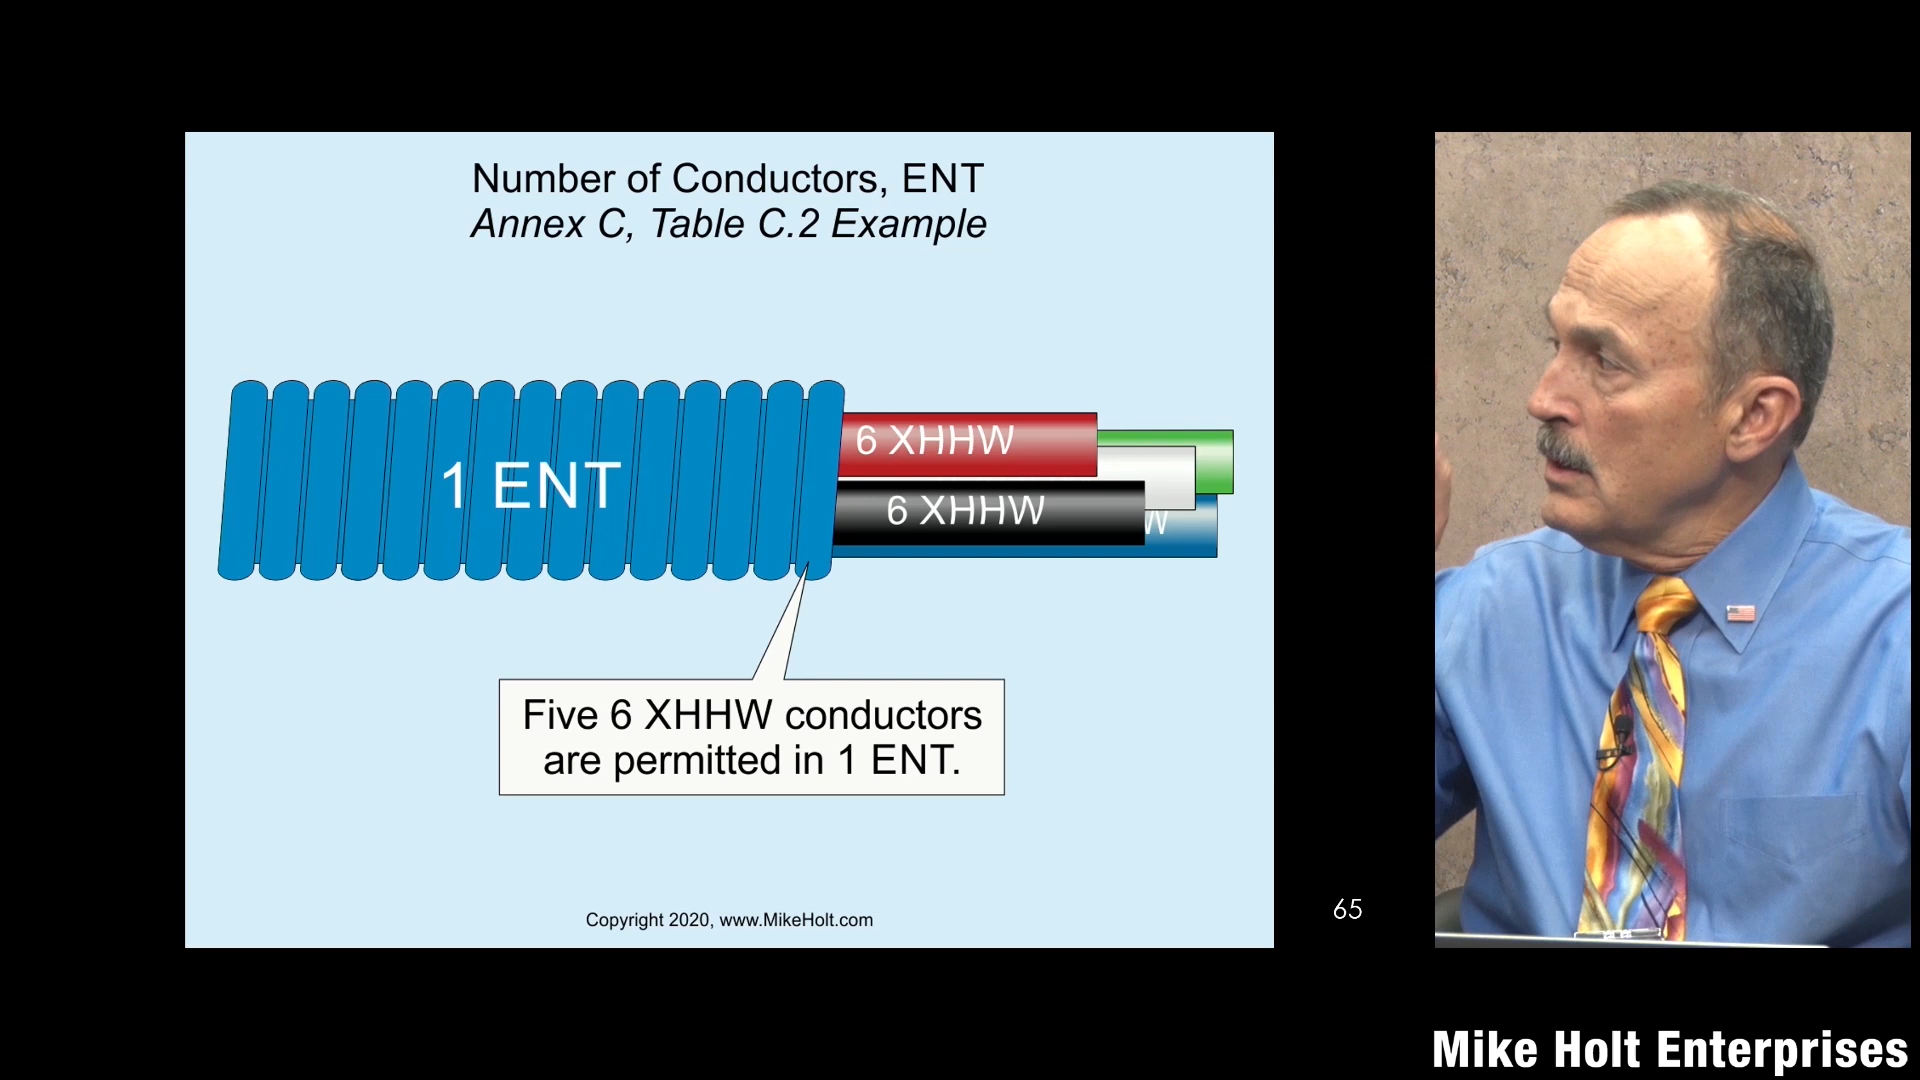 Number of Conductors, ENT
Annex C, Table C.2 Example
1 ENT
6 XHHW
6 XHHW
W
Five 6 XHHW conductors
are permitted in 1 ENT.
Copyright 2020, www.MikeHolt.com
65
Mike Holt Enterprises